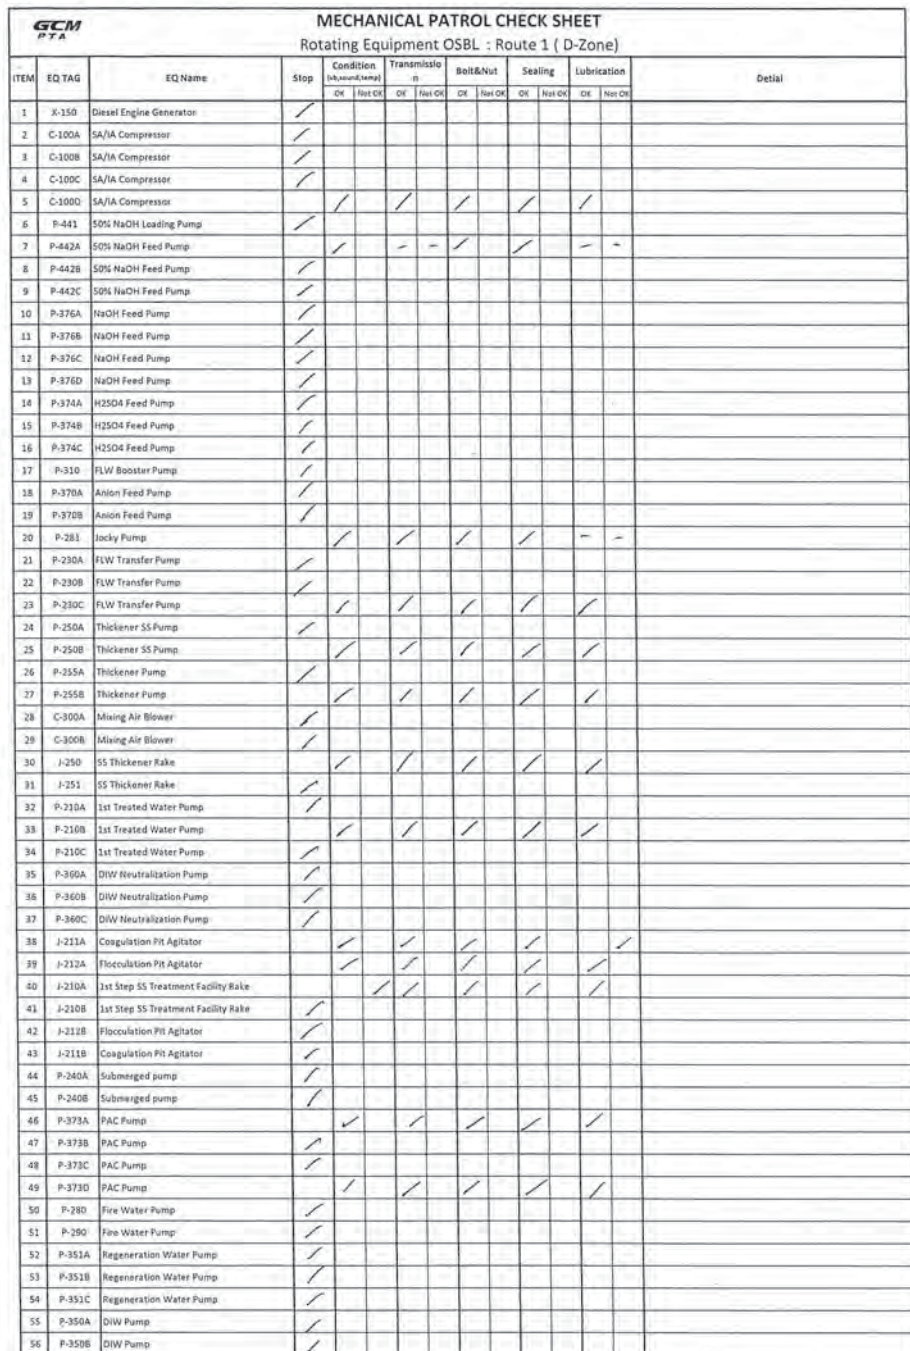 GCM
PTA
MECHANICAL PATROL CHECK SHEET
Rotating Equipment OSBL : Route 1 ( D-Zone)
ITEM EQ TAG EQ Name Stop Condition (vb,sound,temp) Transmission Bolt&Nut Sealing Lubrication Detial
OK Not OK OK Not OK OK Not OK OK Not OK OK Not OK
1 X-150 Diesel Engine Generator /
2 C-100A SA/IA Compressor /
3 C-100B SA/IA Compressor /
4 C-100C SA/IA Compressor /
5 C-100D SA/IA Compressor / / / / /
6 P-441 50% NaOH Loading Pump /
7 P-442A 50% NaOH Feed Pump / - - / / - -
8 P-442B 50% NaOH Feed Pump /
9 P-442C 50% NaOH Feed Pump /
10 P-376A NaOH Feed Pump /
11 P-376B NaOH Feed Pump /
12 P-376C NaOH Feed Pump /
13 P-376D NaOH Feed Pump /
14 P-374A H2SO4 Feed Pump /
15 P-374B H2SO4 Feed Pump /
16 P-374C H2SO4 Feed Pump /
17 P-310 FLW Booster Pump /
18 P-370A Anion Feed Pump /
19 P-370B Anion Feed Pump /
20 P-281 Jocky Pump / / / / - -
21 P-230A FLW Transfer Pump /
22 P-230B FLW Transfer Pump /
23 P-230C FLW Transfer Pump / / / / /
24 P-250A Thickener SS Pump /
25 P-250B Thickener SS Pump / / / / /
26 P-255A Thickener Pump /
27 P-255B Thickener Pump / / / / /
28 C-300A Mixing Air Blower /
29 C-300B Mixing Air Blower /
30 J-250 SS Thickener Rake / / / / /
31 J-251 SS Thickener Rake /
32 P-210A 1st Treated Water Pump /
33 P-210B 1st Treated Water Pump / / / / /
34 P-210C 1st Treated Water Pump /
35 P-360A DIW Neutralization Pump /
36 P-360B DIW Neutralization Pump /
37 P-360C DIW Neutralization Pump /
38 J-211A Coagulation Pit Agitator / / / / /
39 J-212A Flocculation Pit Agitator / / / / /
40 J-210A 1st Step SS Treatment Facility Rake / / / / /
41 J-210B 1st Step SS Treatment Facility Rake /
42 J-212B Flocculation Pit Agitator /
43 J-211B Coagulation Pit Agitator /
44 P-240A Submerged pump /
45 P-240B Submerged pump /
46 P-373A PAC Pump / / / / /
47 P-373B PAC Pump /
48 P-373C PAC Pump /
49 P-373D PAC Pump / / / / /
50 P-280 Fire Water Pump /
51 P-290 Fire Water Pump /
52 P-351A Regeneration Water Pump /
53 P-351B Regeneration Water Pump /
54 P-351C Regeneration Water Pump /
55 P-350A DIW Pump /
56 P-350B DIW Pump /